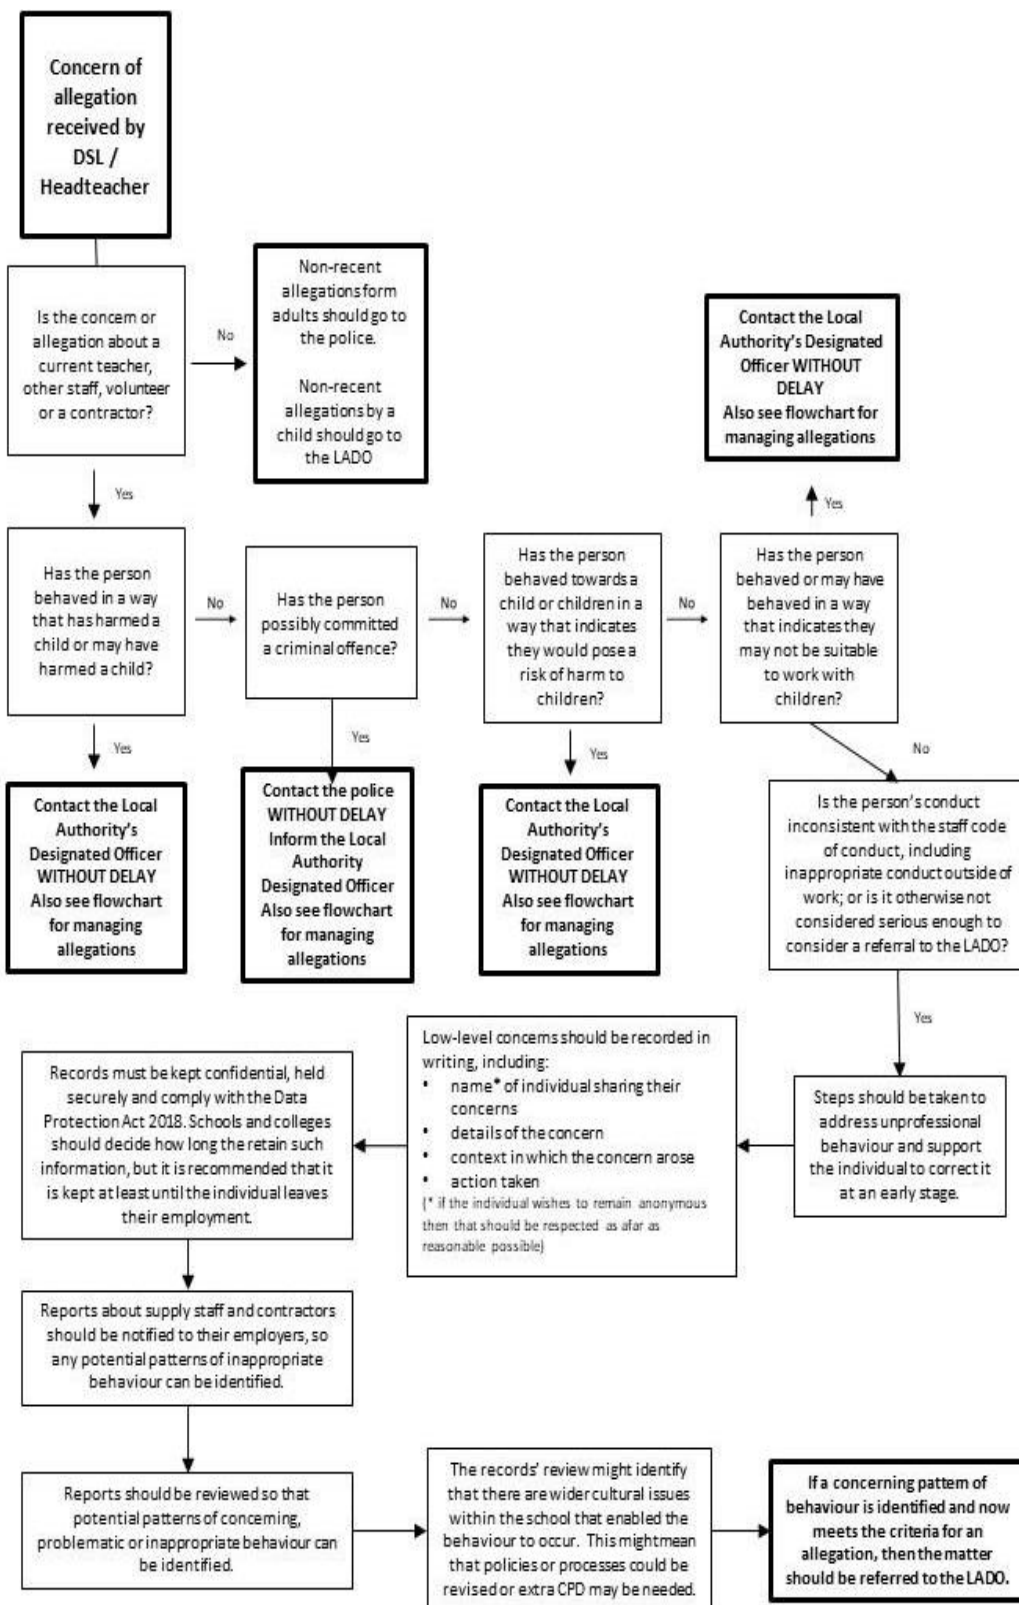 Concern of
allegation
received by
DSL /
Headteacher
Is the concern or
allegation about a
current teacher,
other staff, volunteer
or a contractor?
No
Non-recent
allegations form
adults should go to
the police.
Non-recent
allegations by a
child should go to
the LADO
Contact the Local
Authority's Designated
Officer WITHOUT
DELAY
Also see flowchart for
managing allegations
Yes
Yes
Has the person
behaved in a way
that has harmed a
child or may have
harmed a child?
No
Has the person
possibly committed
a criminal offence?
No
Has the person
behaved towards a
child or children in a
way that indicates
they would pose a
risk of harm to
children?
No
Has the person
behaved or may have
behaved in a way
that indicates they
may not be suitable
to work with
children?
Yes
Yes
Yes
No
Contact the Local
Authority's
Designated Officer
WITHOUT DELAY
Also see flowchart
for managing
allegations
Contact the police
WITHOUT DELAY
Inform the Local
Authority
Designated Officer
Also see flowchart
for managing
allegations
Contact the Local
Authority's
Designated Officer
WITHOUT DELAY
Also see flowchart
for managing
allegations
Is the person's conduct
inconsistent with the staff code
of conduct, including
inappropriate conduct outside of
work; or is it otherwise not
considered serious enough to
consider a referral to the LADO?
Yes
Steps should be taken to
address unprofessional
behaviour and support
the individual to correct it
at an early stage.
Low-level concerns should be recorded in
writing, including:
• name* of individual sharing their
concerns
• details of the concern
• context in which the concern arose
• action taken
(* if the individual wishes to remain anonymous
then that should be respected as afar as
reasonable possible)
Records must be kept confidential, held
securely and comply with the Data
Protection Act 2018. Schools and colleges
should decide how long the retain such
information, but it is recommended that it
is kept at least until the individual leaves
their employment.
Reports about supply staff and contractors
should be notified to their employers, so
any potential patterns of inappropriate
behaviour can be identified.
Reports should be reviewed so that
potential patterns of concerning,
problematic or inappropriate behaviour can
be identified.
The records' review might identify
that there are wider cultural issues
within the school that enabled the
behaviour to occur. This might mean
that policies or processes could be
revised or extra CPD may be needed.
If a concerning pattern of
behaviour is identified and now
meets the criteria for an
allegation, then the matter
should be referred to the LADO.